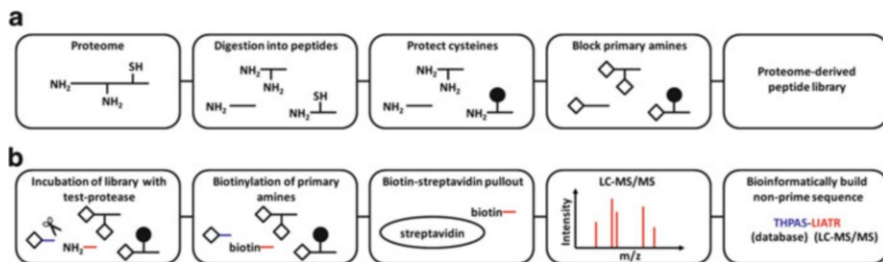 a
Proteome
SH
NH₂
NH₂
Digestion into peptides
NH₂
NH₂
SH
NH₂
NH₂
Protect cysteines
NH₂
NH₂
NH₂
NH₂
Block primary amines
Proteome-derived
peptide library
b
Incubation of library with
test-protease
NH₂
Biotinylation of primary
amines
biotin
Biotin-streptavidin pullout
biotin
streptavidin
LC-MS/MS
Intensity
m/z
Bioinformatically build
non-prime sequence
THPAS-LIATR
(database) (LC-MS/MS)